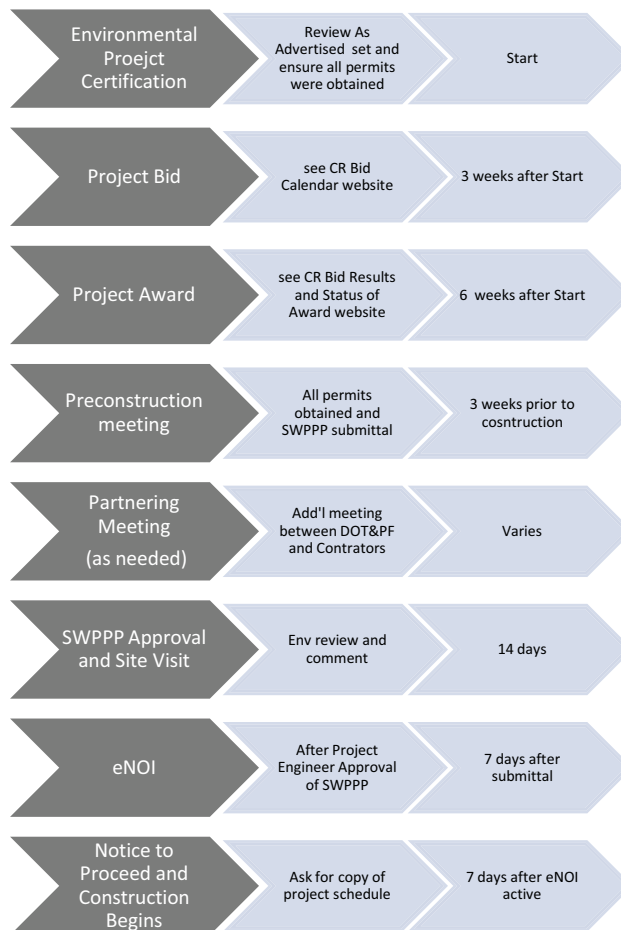 Environmental
Proejct
Certification
Review As
Advertised set and
ensure all permits
were obtained
Start
Project Bid
see CR Bid
Calendar website
3 weeks after Start
Project Award
see CR Bid Results
and Status of
Award website
6 weeks after Start
Preconstruction
meeting
All permits
obtained and
SWPPP submittal
3 weeks prior to
cosntruction
Partnering
Meeting
(as needed)
Add'l meeting
between DOT&PF
and Contrators
Varies
SWPPP Approval
and Site Visit
Env review and
comment
14 days
eNOI
After Project
Engineer Approval
of SWPPP
7 days after
submittal
Notice to
Proceed and
Construction
Begins
Ask for copy of
project schedule
7 days after eNOI
active